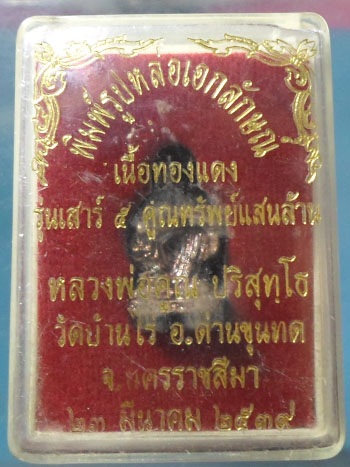 พิมพ์รูปหล่อเอกลักษณ์
เนื้อทองแดง
รุ่นเสาร์ ๕ คูณทรัพย์แสนล้าน
หลวงพ่อคูณ ปริสุทฺโธ
วัดบ้านไร่ อ.ด่านขุนทด
จ.นครราชสีมา
๒๓ มีนาคม ๒๕๓๙